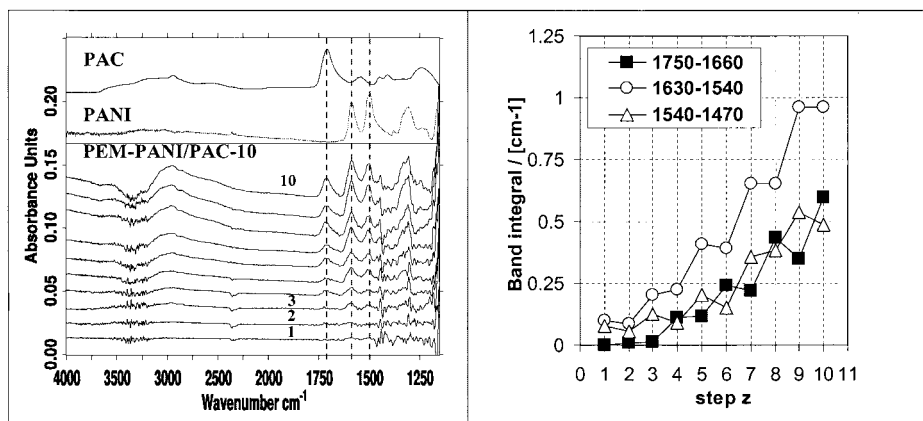 PAC
PANI
PEM-PANI/PAC-10
10
3
2
1
Absorbance Units
0.20
0.15
0.10
0.05
0.00
4000 3000 2000 1750 1500 1250
Wavenumber cm-1
Band integral / [cm-1]
1.25
1
0.75
0.5
0.25
0
1750-1660
1630-1540
1540-1470
0 1 2 3 4 5 6 7 8 9 10 11
step z